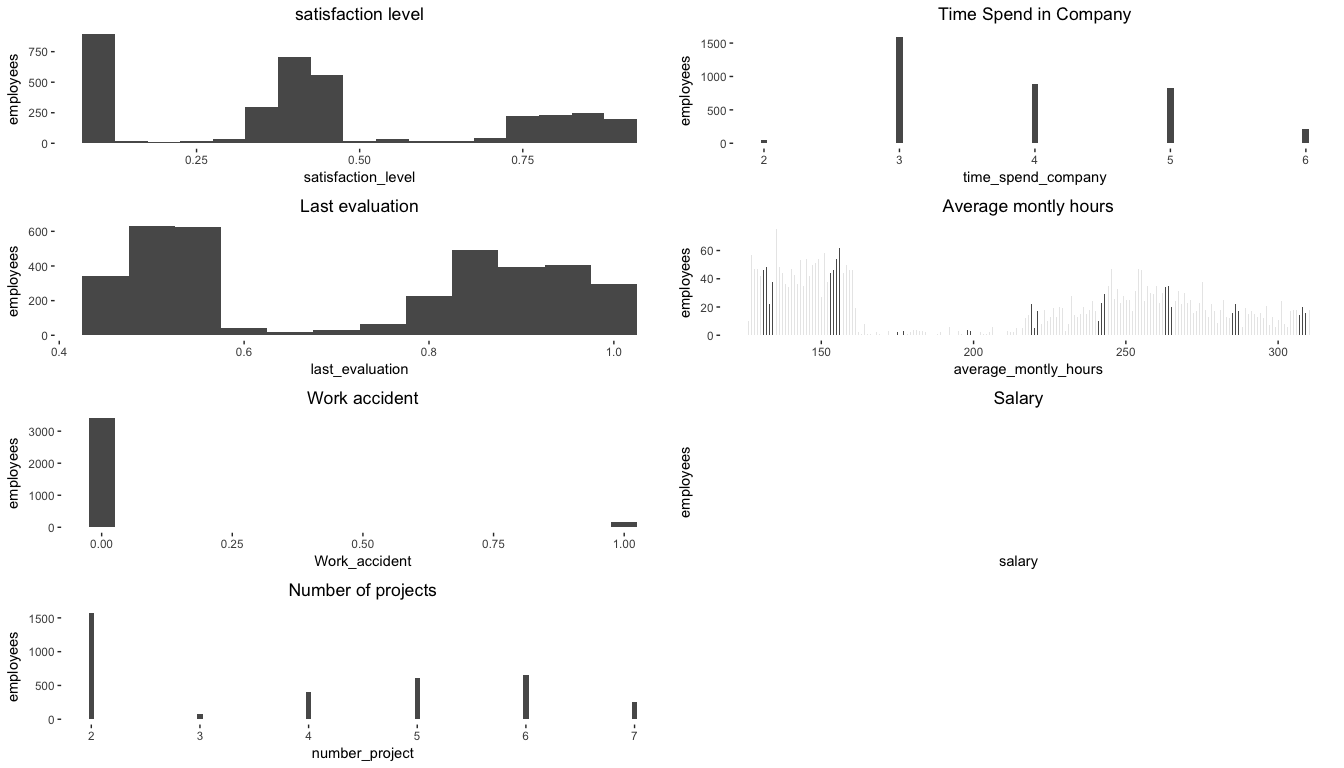 satisfaction level
employees
750
500
250
0
0.25 0.50 0.75
satisfaction_level
Time Spend in Company
employees
1500
1000
500
0
2 3 4 5 6
time_spend_company
Last evaluation
employees
600
400
200
0
0.4 0.6 0.8 1.0
last_evaluation
Average montly hours
employees
60
40
20
0
150 200 250 300
average_montly_hours
Work accident
employees
3000
2000
1000
0
0.00 0.25 0.50 0.75 1.00
Work_accident
Salary
employees
salary
Number of projects
employees
1500
1000
500
0
2 3 4 5 6 7
number_project